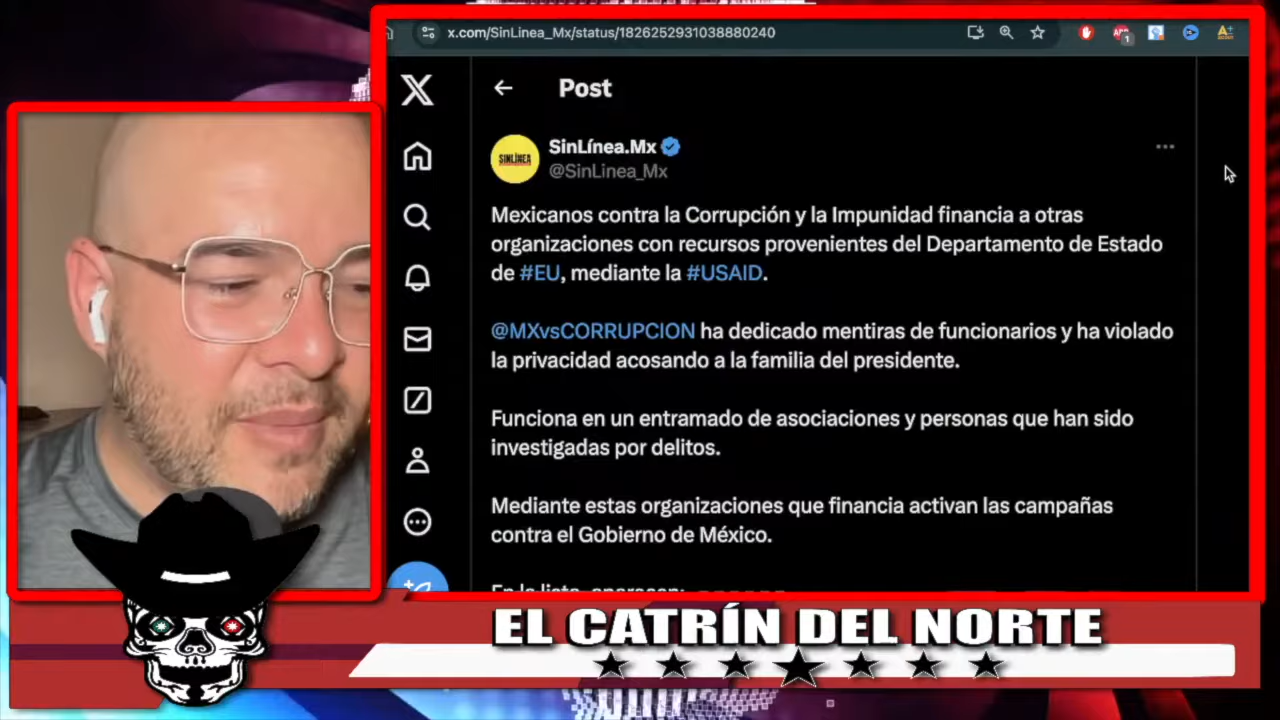 x.com/SinLinea_Mx/status/1826252931038880240
1
Post
SINLÍNEA
SinLínea.Mx
@SinLinea_Mx
Mexicanos contra la Corrupción y la Impunidad financia a otras
organizaciones con recursos provenientes del Departamento de Estado
de #EU, mediante la #USAID.
@MXvsCORRUPCION ha dedicado mentiras de funcionarios y ha violado
la privacidad acosando a la familia del presidente.
Funciona en un entramado de asociaciones y personas que han sido
investigadas por delitos.
Mediante estas organizaciones que financia activan las campañas
contra el Gobierno de México.
EL CATRÍN DEL NORTE